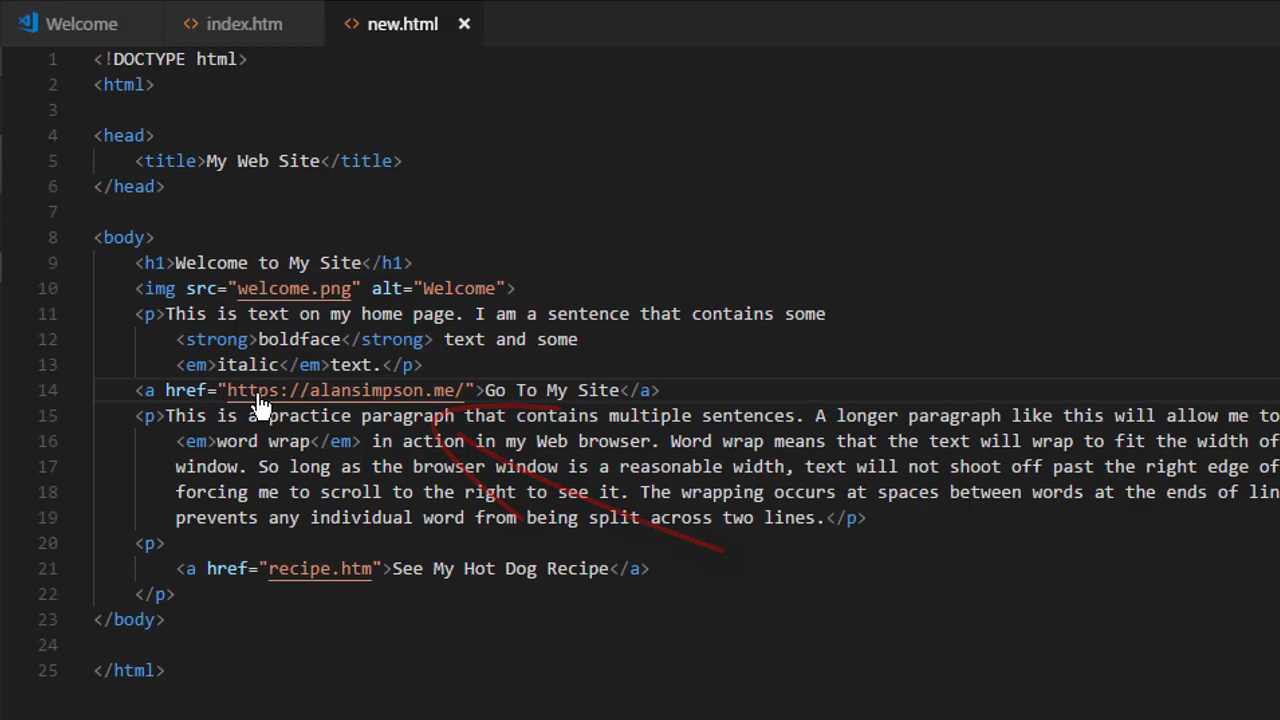 Welcome
index.htm
new.html
1 <!DOCTYPE html>
2 <html>
3
4 <head>
5 <title>My Web Site</title>
6 </head>
7
8 <body>
9 <h1>Welcome to My Site</h1>
10 <img src="welcome.png" alt="Welcome">
11 <p>This is text on my home page. I am a sentence that contains some
12 <strong>boldface</strong> text and some
13 <em>italic</em>text.</p>
14 <a href="https://alansimpson.me/">Go To My Site</a>
15 <p>This is a practice paragraph that contains multiple sentences. A longer paragraph like this will allow me to
16 <em>word wrap</em> in action in my Web browser. Word wrap means that the text will wrap to fit the width of
17 window. So long as the browser window is a reasonable width, text will not shoot off past the right edge of
18 forcing me to scroll to the right to see it. The wrapping occurs at spaces between words at the ends of lin
19 prevents any individual word from being split across two lines.</p>
20 <p>
21 <a href="recipe.htm">See My Hot Dog Recipe</a>
22 </p>
23 </body>
24
25 </html>